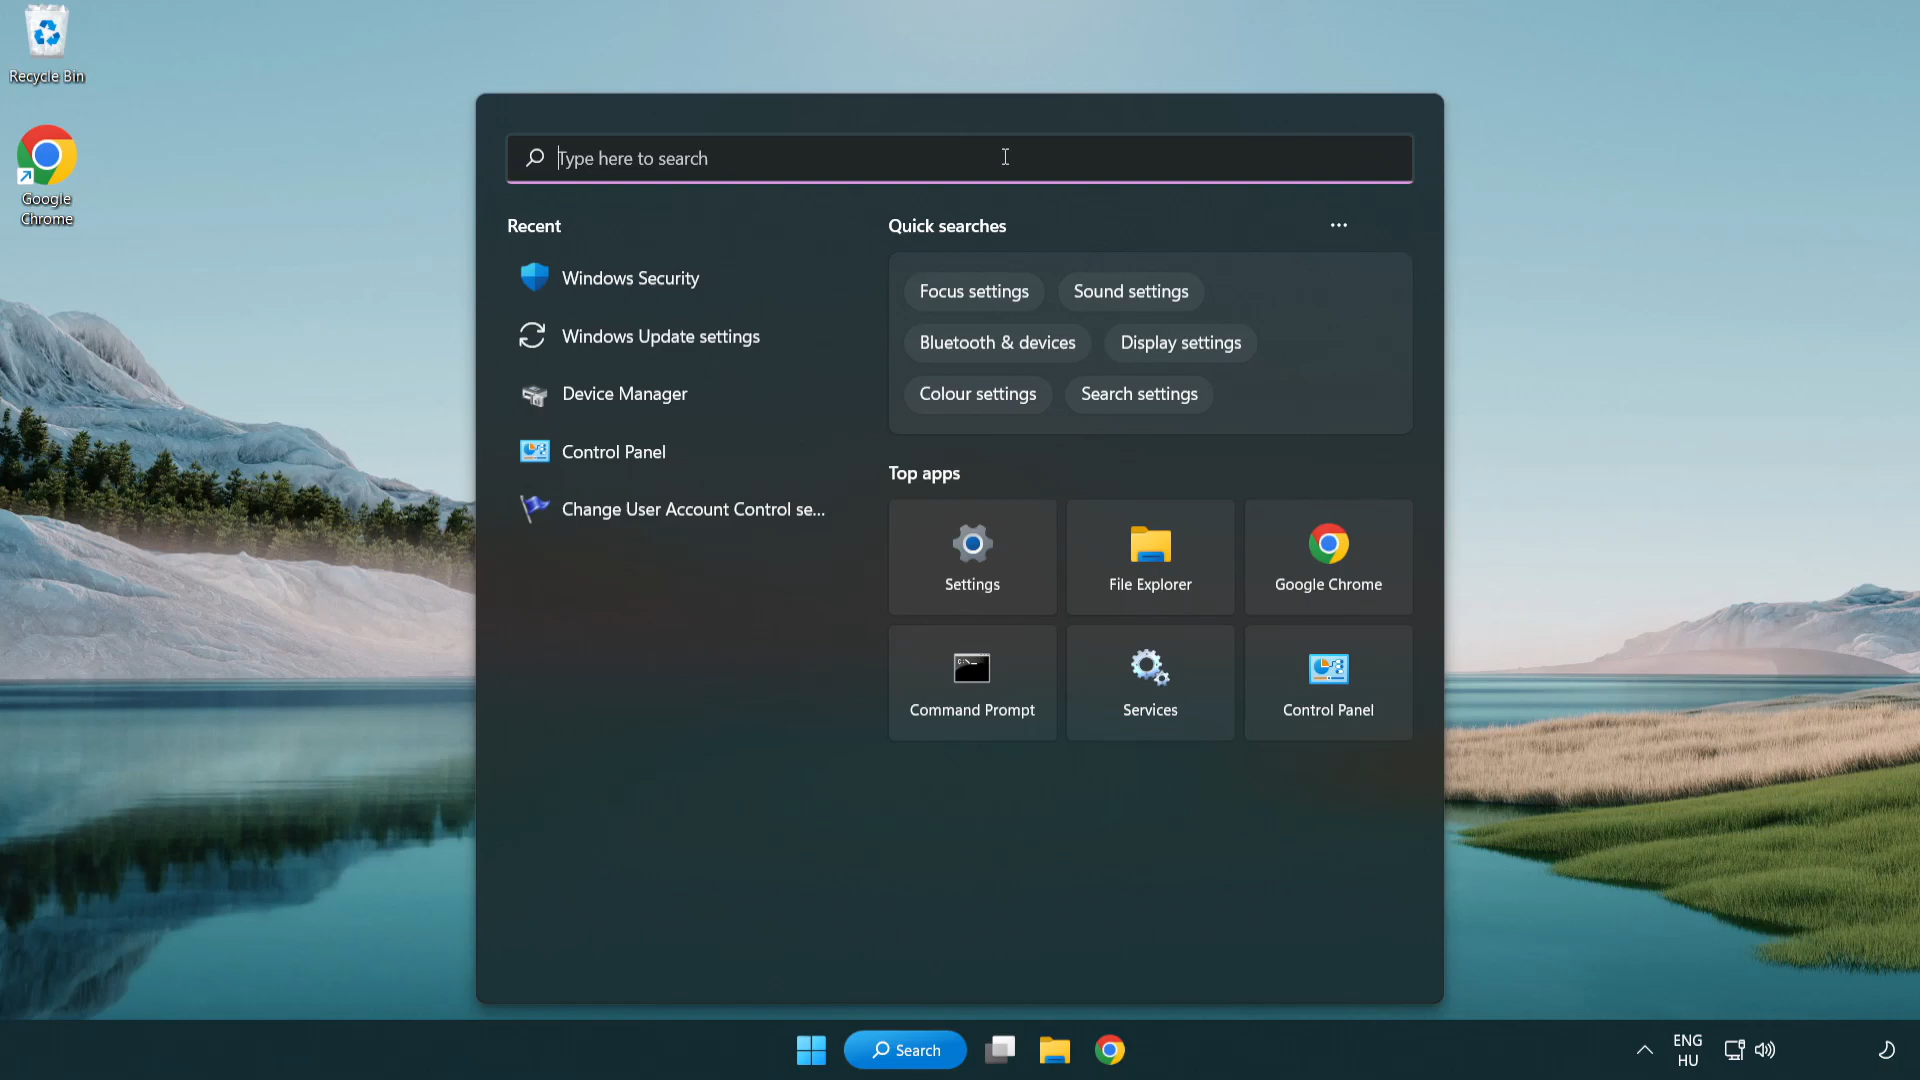 Recycle Bin
Google
Chrome
Type here to search
Recent
Windows Security
Windows Update settings
Device Manager
Control Panel
Change User Account Control se...
Quick searches
Focus settings
Sound settings
Bluetooth & devices
Display settings
Colour settings
Search settings
Top apps
Settings
File Explorer
Google Chrome
Command Prompt
Services
Control Panel
Search
ENG
HU